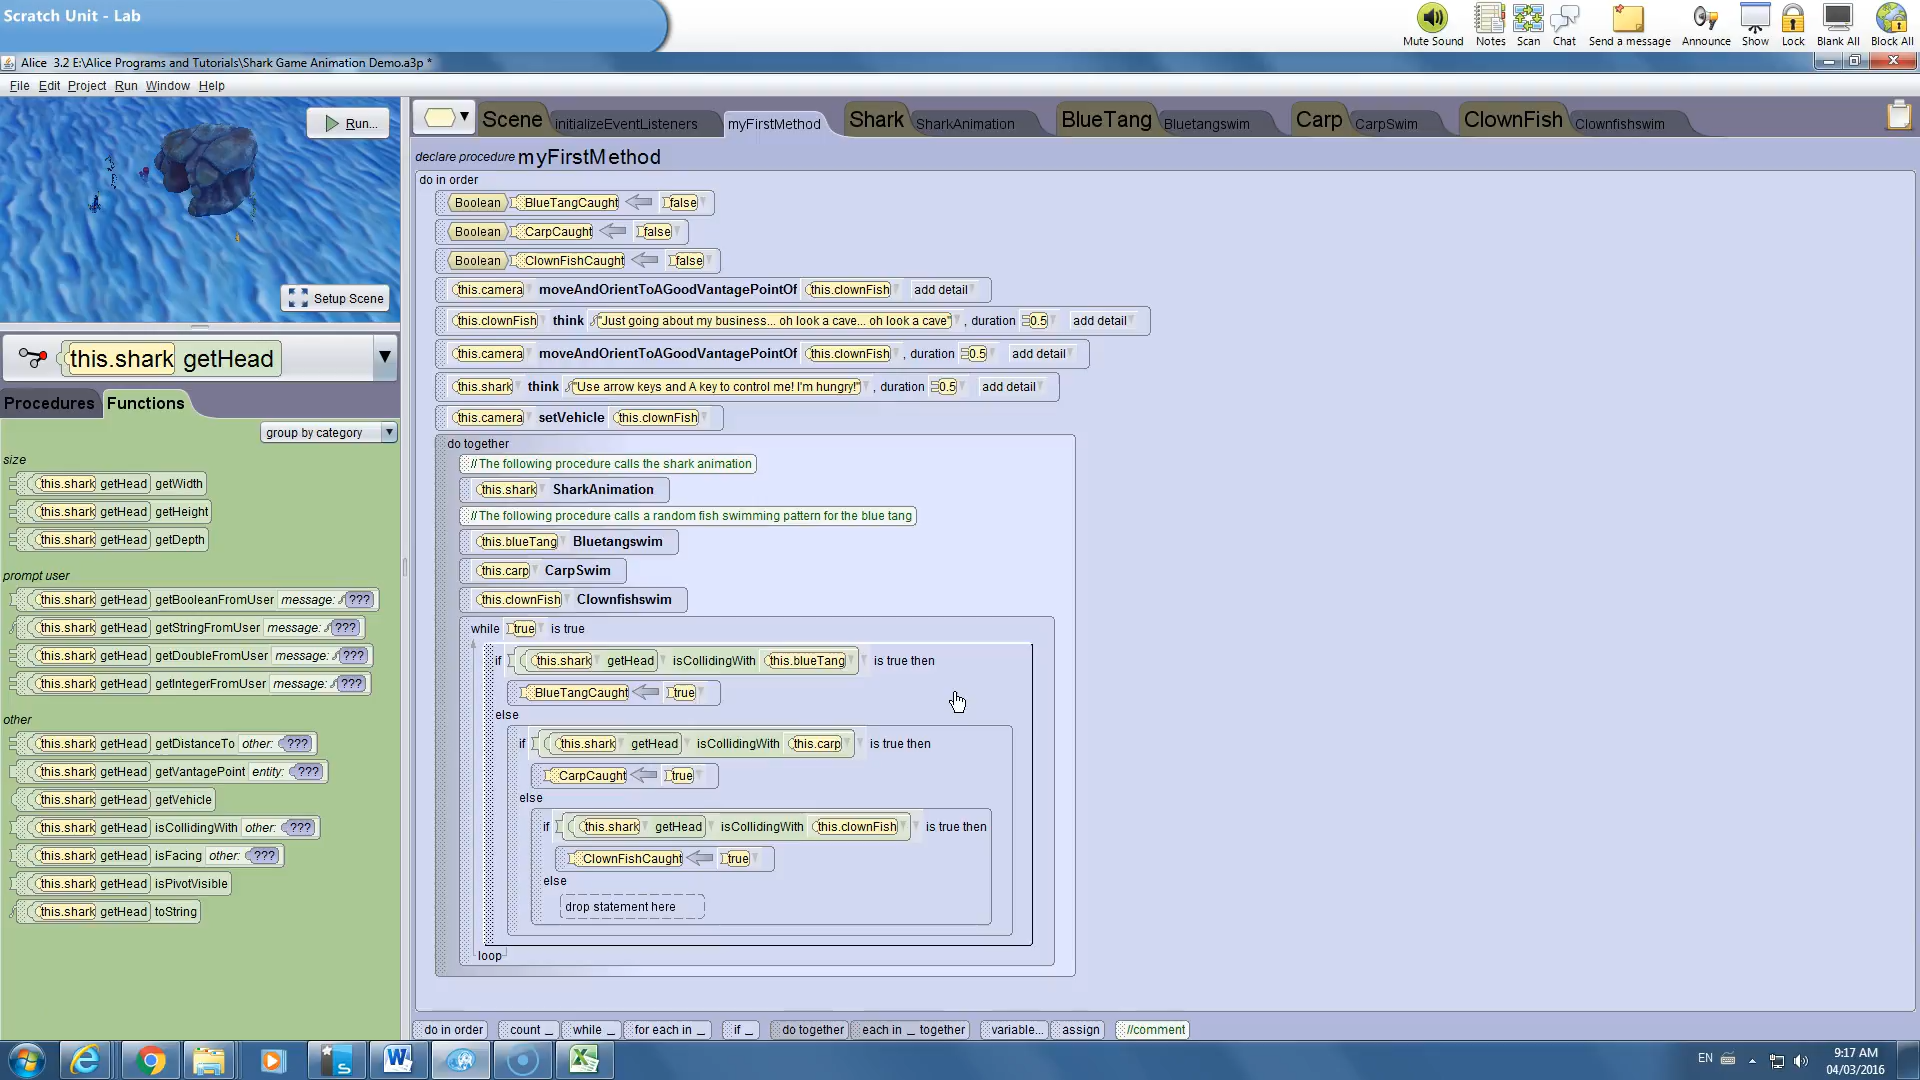 Scratch Unit - Lab
Mute Sound Notes Scan Chat Send a message Announce Show Lock Blank All Block All
Alice 3.2 E:\Alice Programs and Tutorials\Shark Game Animation Demo.a3p *
File Edit Project Run Window Help
Run...
Setup Scene
this.shark getHead
Procedures Functions
group by category
size
this.shark getHead getWidth
this.shark getHead getHeight
this.shark getHead getDepth
prompt user
this.shark getHead getBooleanFromUser message: ???
this.shark getHead getStringFromUser message: ???
this.shark getHead getDoubleFromUser message: ???
this.shark getHead getIntegerFromUser message: ???
other
this.shark getHead getDistanceTo other: ???
this.shark getHead getVantagePoint entity: ???
this.shark getHead getVehicle
this.shark getHead isCollidingWith other: ???
this.shark getHead isFacing other: ???
this.shark getHead isPivotVisible
this.shark getHead toString
Scene initializeEventListeners myFirstMethod Shark SharkAnimation BlueTang Bluetangswim Carp CarpSwim ClownFish Clownfishswim
declare procedure myFirstMethod
do in order
Boolean BlueTangCaught false
Boolean CarpCaught false
Boolean ClownFishCaught false
this.camera moveAndOrientToAGoodVantagePointOf this.clownFish add detail
this.clownFish think "Just going about my business... oh look a cave... oh look a cave" , duration 0.5 add detail
this.camera moveAndOrientToAGoodVantagePointOf this.clownFish , duration 0.5 add detail
this.shark think "Use arrow keys and A key to control me! I'm hungry!" , duration 0.5 add detail
this.camera setVehicle this.clownFish
do together
//The following procedure calls the shark animation
this.shark SharkAnimation
//The following procedure calls a random fish swimming pattern for the blue tang
this.blueTang Bluetangswim
this.carp CarpSwim
this.clownFish Clownfishswim
while true is true
if this.shark getHead isCollidingWith this.blueTang is true then
BlueTangCaught true
else
if this.shark getHead isCollidingWith this.carp is true then
CarpCaught true
else
if this.shark getHead isCollidingWith this.clownFish is true then
ClownFishCaught true
else
drop statement here
loop
do in order count _ while _ for each in _ if _ do together each in _ together variable... assign //comment
EN 9:17 AM
04/03/2016